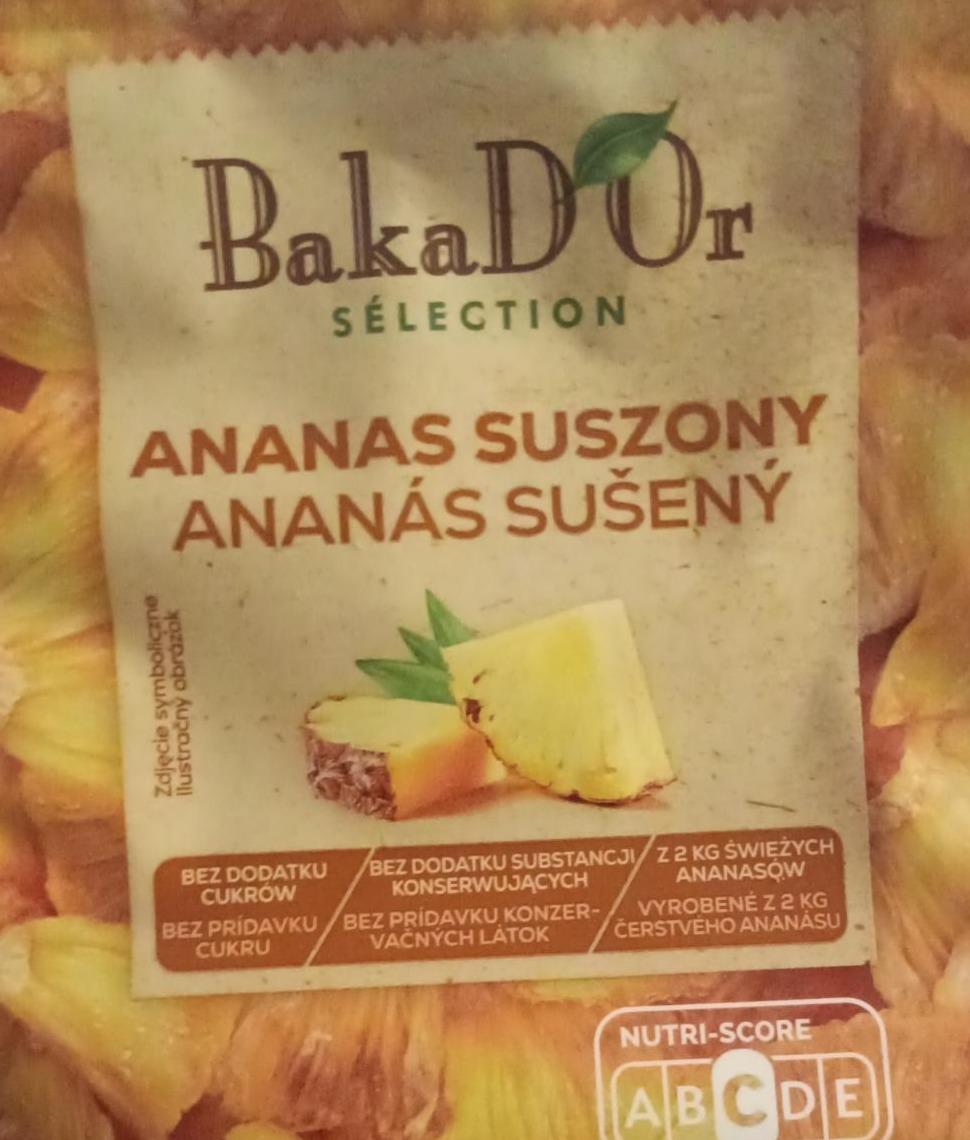 BakaD'Or
SÉLECTION
ANANAS SUSZONY
ANANÁS SUŠENÝ
Zdjęcie symboliczne
Ilustračný obrázok
BEZ DODATKU
CUKRÓW
BEZ PRÍDAVKU
CUKRU
BEZ DODATKU SUBSTANCJI
KONSERWUJĄCYCH
BEZ PRÍDAVKU KONZER-
VAČNÝCH LÁTOK
Z 2 KG ŚWIEŻYCH
ANANASÓW
VYROBENÉ Z 2 KG
ČERSTVÉHO ANANÁSU
NUTRI-SCORE
A B C D E